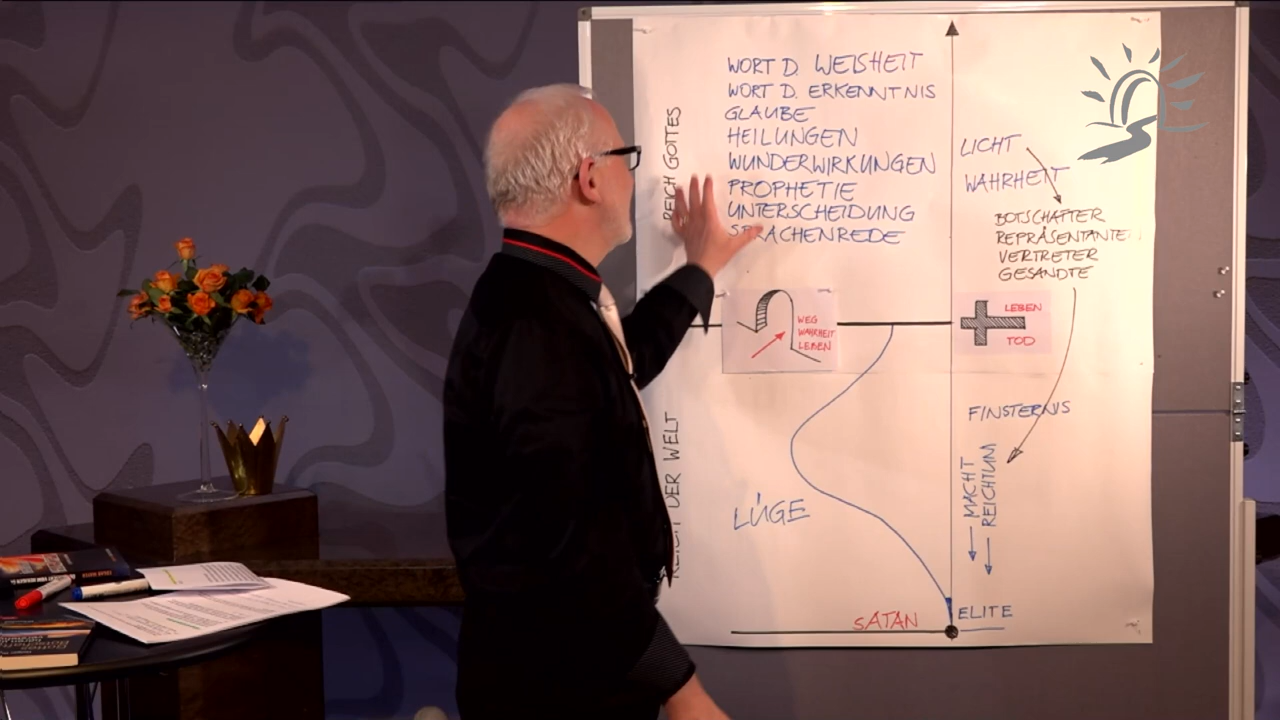 WORT D. WEISHEIT
WORT D. ERKENNTNIS
GLAUBE
HEILUNGEN
WUNDERWIRKUNGEN
PROPHETIE
UNTERSCHEIDUNG
SPRACHENREDE
REICH GOTTES
LICHT
WAHRHEIT
BOTSCHAFTER
REPRÄSENTANTEN
VERTRETER
GESANDTE
WEG
WAHRHEIT
LEBEN
LEBEN
TOD
REICH DER WELT
FINSTERNIS
MACHT
REICHTUM
LÜGE
SATAN
ELITE